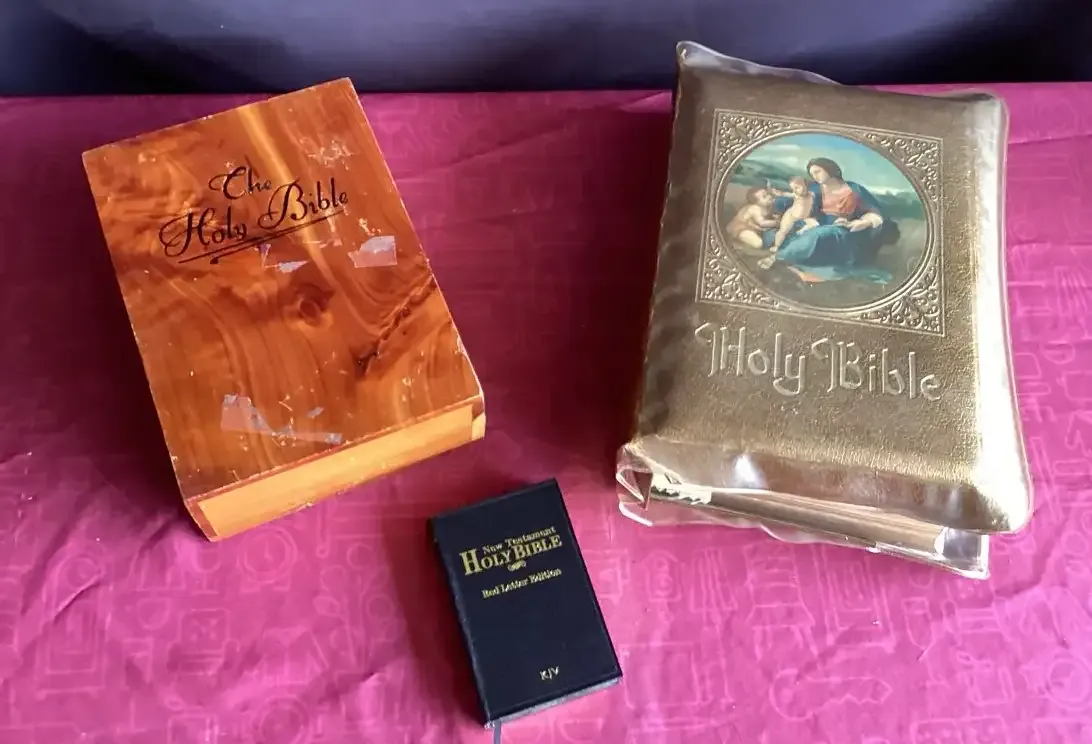 The
Holy Bible
Holy Bible
New Testament
HOLY BIBLE
Red Letter Edition
KJV